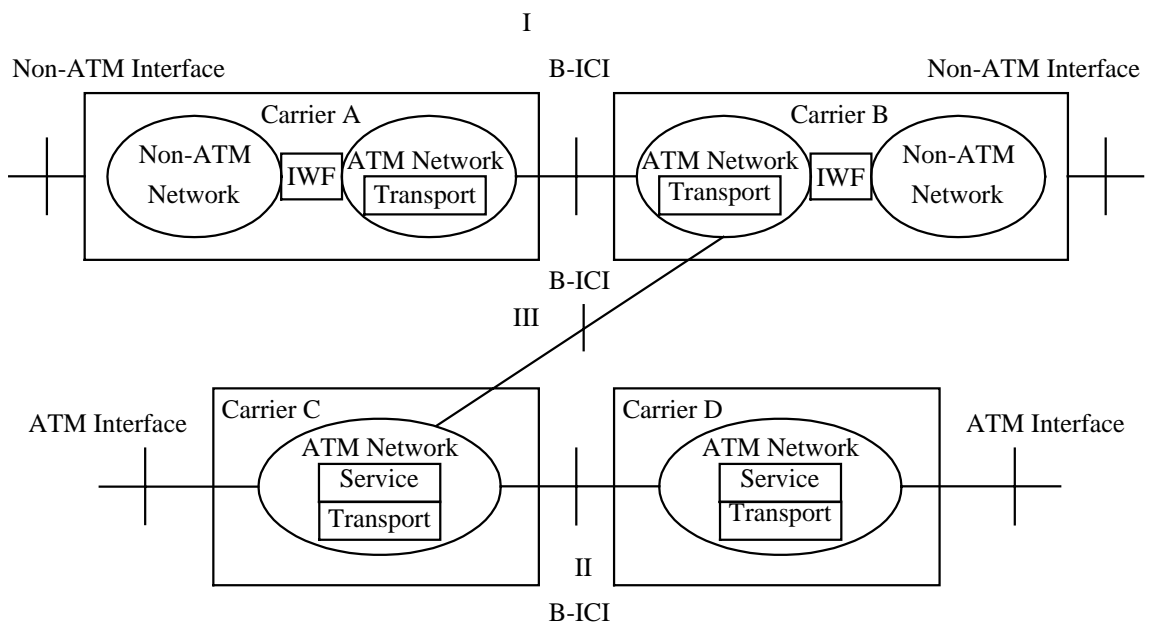 I
Non-ATM Interface
B-ICI
Non-ATM Interface
Carrier A
Non-ATM
Network
IWF
ATM Network
Transport
Carrier B
ATM Network
Transport
IWF
Non-ATM
Network
B-ICI
III
ATM Interface
Carrier C
ATM Network
Service
Transport
Carrier D
ATM Network
Service
Transport
ATM Interface
II
B-ICI